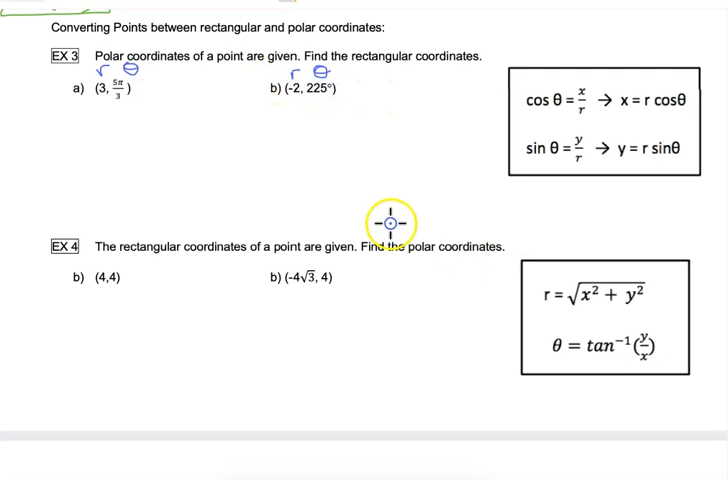 Converting Points between rectangular and polar coordinates:
EX 3 Polar coordinates of a point are given. Find the rectangular coordinates.
r θ r θ
a) (3, 5π/3) b) (-2, 225°)
cos θ = x/r → x = r cosθ
sin θ = y/r → y = r sinθ
EX 4 The rectangular coordinates of a point are given. Find the polar coordinates.
b) (4,4) b) (-4√3, 4)
r = √x² + y²
θ = tan⁻¹(y/x)